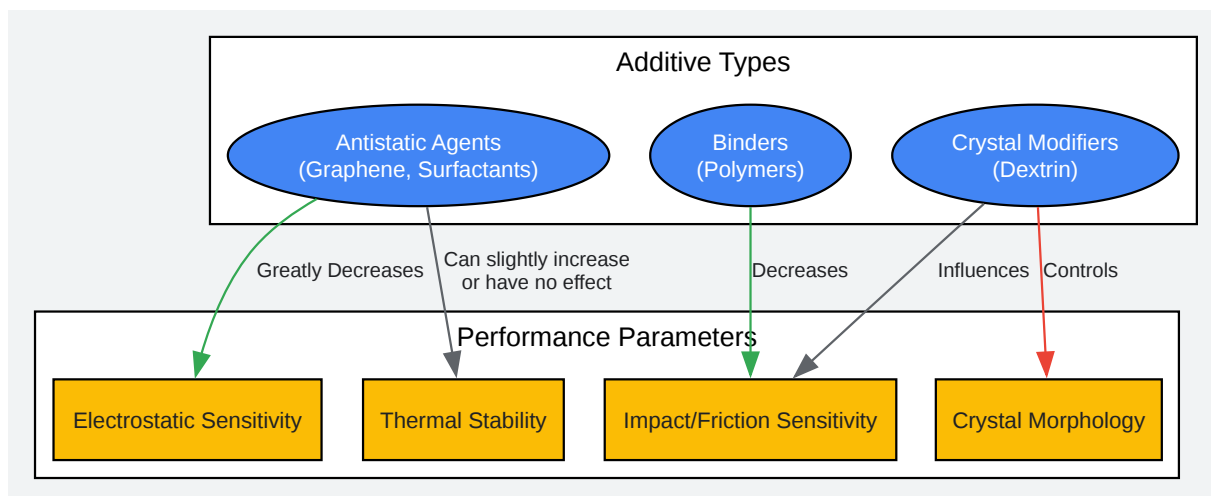 Additive Types
Antistatic Agents
(Graphene, Surfactants)
Binders
(Polymers)
Crystal Modifiers
(Dextrin)
Greatly Decreases
Can slightly increase
or have no effect
Decreases
Influences
Controls
Performance Parameters
Electrostatic Sensitivity
Thermal Stability
Impact/Friction Sensitivity
Crystal Morphology